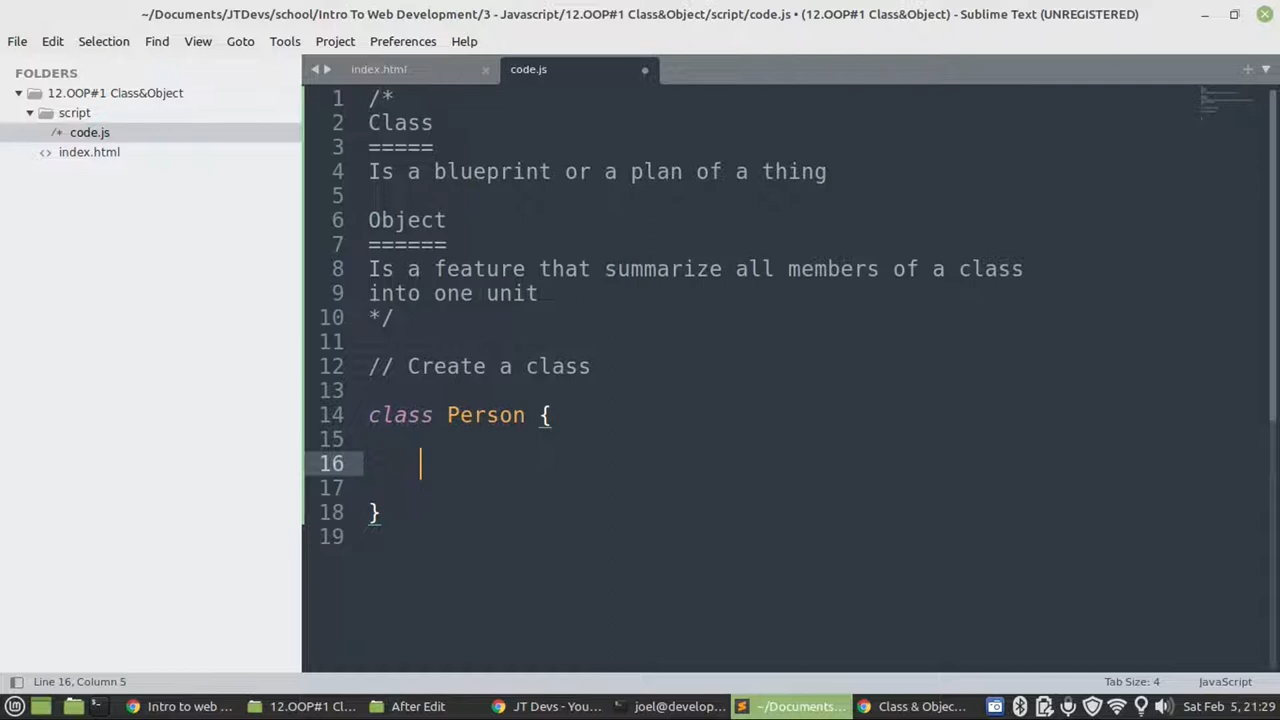 ~/Documents/JTDevs/school/Intro To Web Development/3 - Javascript/12.OOP#1 Class&Object/script/code.js • (12.OOP#1 Class&Object) - Sublime Text (UNREGISTERED)
File Edit Selection Find View Goto Tools Project Preferences Help
FOLDERS
12.OOP#1 Class&Object
script
/* code.js
<> index.html
index.html
code.js
1 /*
2 Class
3 =====
4 Is a blueprint or a plan of a thing
5
6 Object
7 ======
8 Is a feature that summarize all members of a class
9 into one unit
10 */
11
12 // Create a class
13
14 class Person {
15
16
17
18 }
19
Line 16, Column 5
Tab Size: 4
JavaScript
Intro to web ...
12.OOP#1 Cl...
After Edit
JT Devs - You...
joel@develop...
~/Documents...
Class & Objec...
Sat Feb 5, 21:29